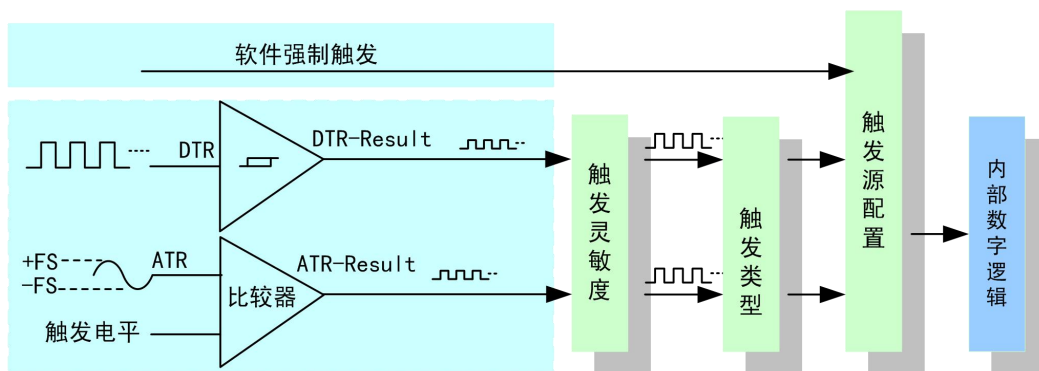 软件强制触发
DTR
DTR-Result
+FS
-FS
ATR
ATR-Result
比较器
触发电平
触发灵敏度
触发类型
触发源配置
内部数字逻辑